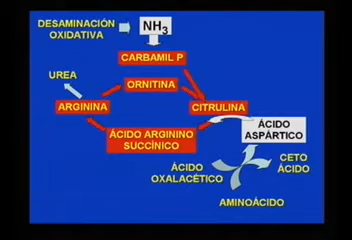 DESAMINACIÓN
OXIDATIVA
NH3
CARBAMIL P
UREA
ORNITINA
ARGININA
CITRULINA
ÁCIDO ARGININO
SUCCÍNICO
ÁCIDO
ASPÁRTICO
ÁCIDO
OXALACÉTICO
CETO
ÁCIDO
AMINOÁCIDO